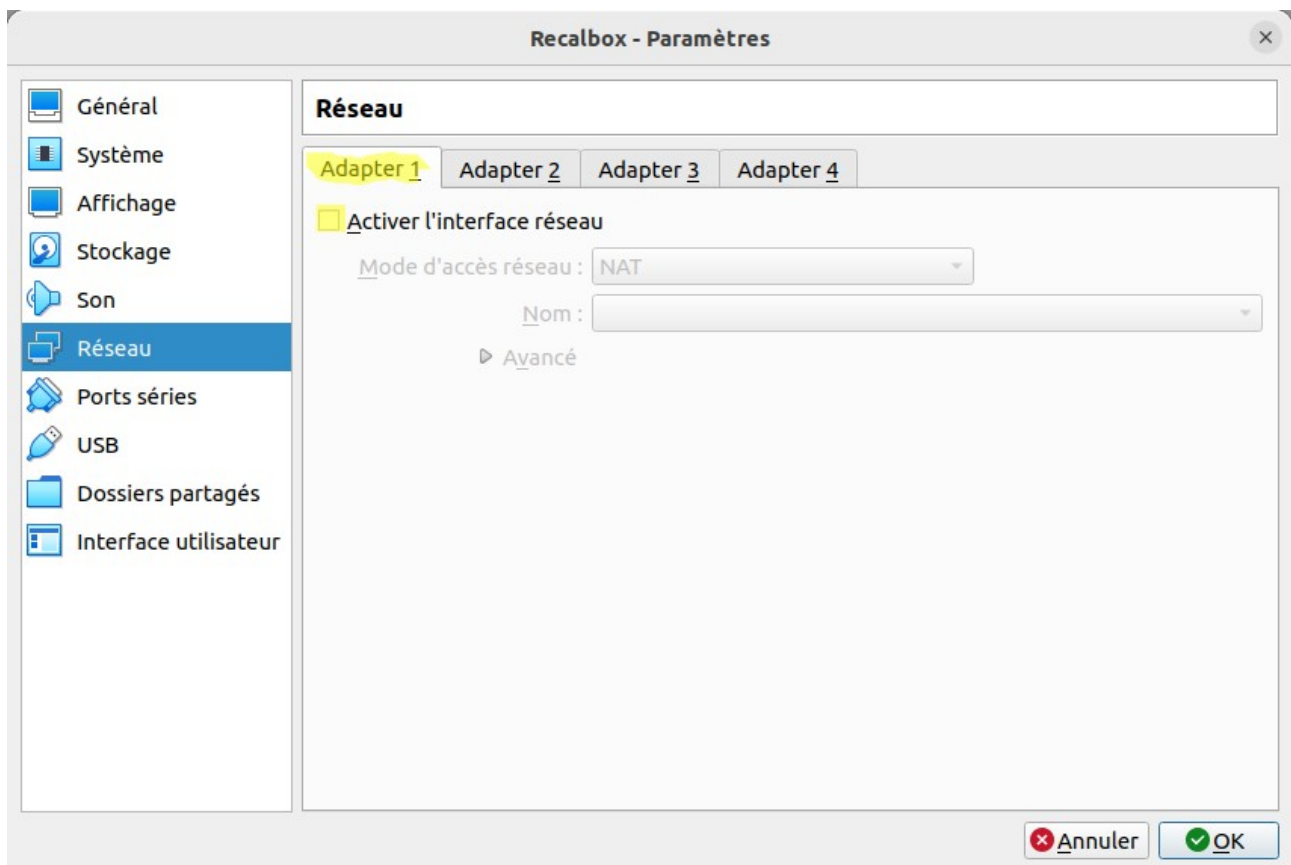 Recalbox - Paramètres
Général
Système
Affichage
Stockage
Son
Réseau
Ports séries
USB
Dossiers partagés
Interface utilisateur
Réseau
Adapter 1 Adapter 2 Adapter 3 Adapter 4
Activer l'interface réseau
Mode d'accès réseau : NAT
Nom :
Avancé
Annuler OK